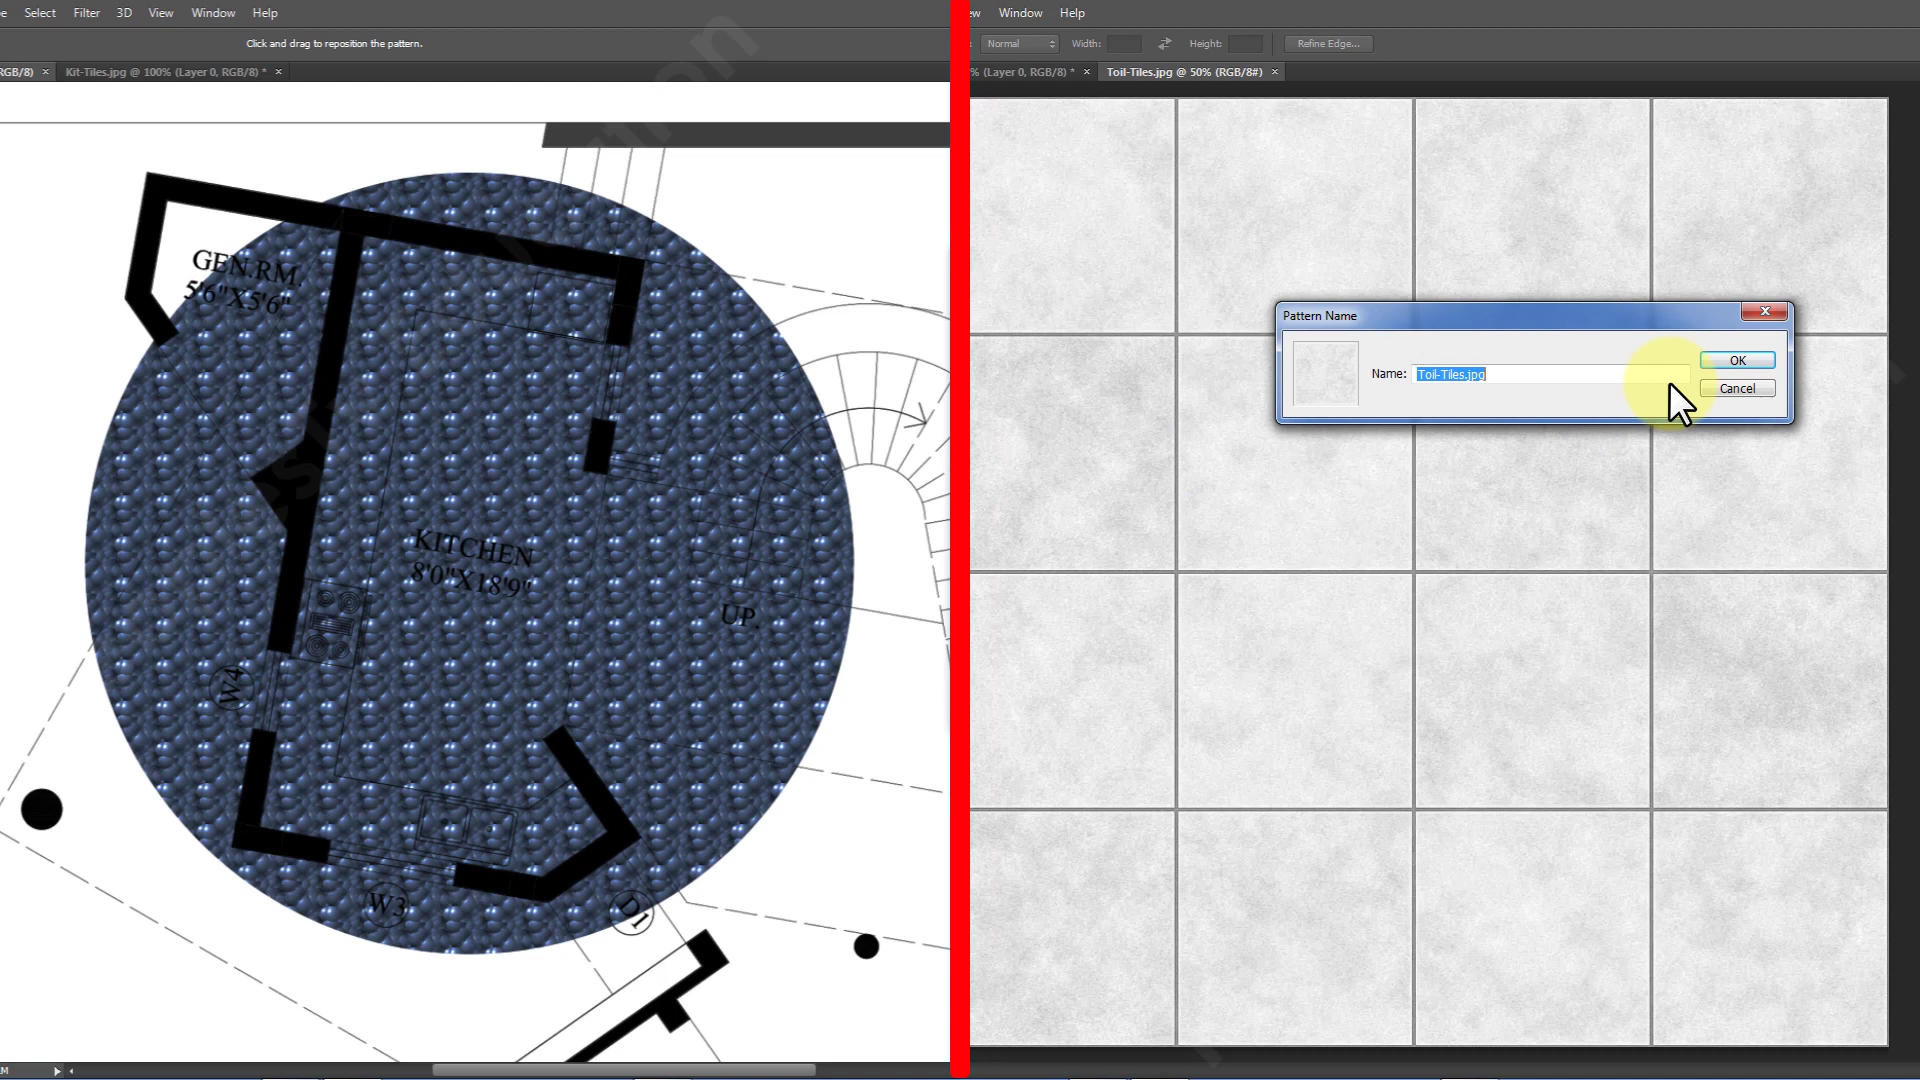 Select Filter 3D View Window Help
Click and drag to reposition the pattern.
RGB/8) × Kit-Tiles.jpg @ 100% (Layer 0, RGB/8) * ×
GEN.RM.
5'6"X5'6"
KITCHEN
8'0"X18'9"
UP.
W4
W3
D1
Window Help
Normal Width: Height: Refine Edge...
% (Layer 0, RGB/8) * × Toil-Tiles.jpg @ 50% (RGB/8#) ×
Pattern Name
Name: Toil-Tiles.jpg
OK
Cancel